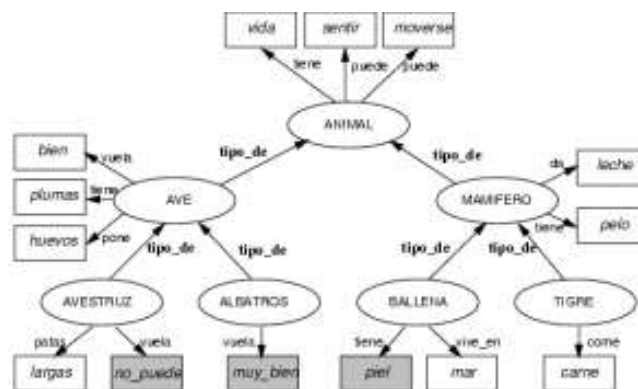 vida sentir moverse
tiene puede puede
ANIMAL
bien vuela tipo_de tipo_de da leche
plumas tiene AVE MAMIFERO
huevos pone tiene pelo
tipo_de tipo_de tipo_de tipo_de
AVESTRUZ ALBATROS BALLENA TIGRE
patas vuela vuela tiene vive_en come
largas no_puede muy_bien piel mar carne